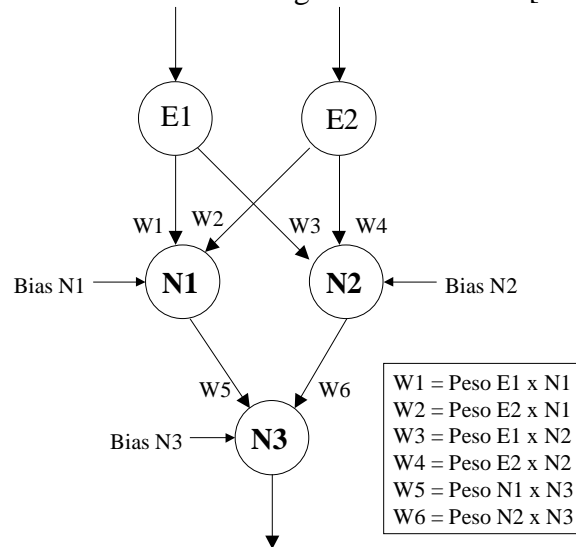 E1 E2
W1 W2 W3 W4
Bias N1 N1 N2 Bias N2
W5 W6
Bias N3 N3
W1 = Peso E1 x N1
W2 = Peso E2 x N1
W3 = Peso E1 x N2
W4 = Peso E2 x N2
W5 = Peso N1 x N3
W6 = Peso N2 x N3